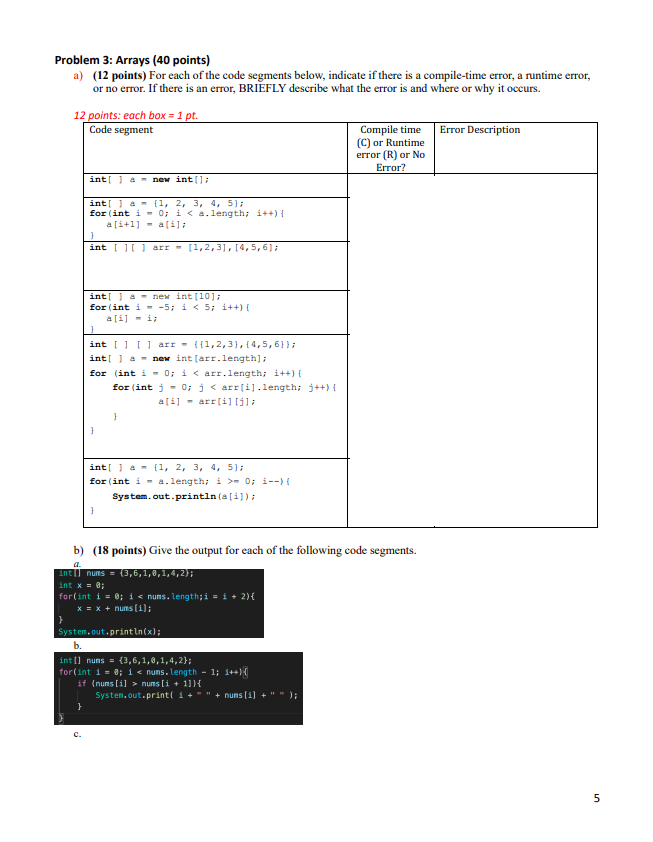 Problem 3: Arrays (40 points)
a) (12 points) For each of the code segments below, indicate if there is a compile-time error, a runtime error,
or no error. If there is an error, BRIEFLY describe what the error is and where or why it occurs.
12 points: each box = 1 pt.
Code segment
Compile time
(C) or Runtime
error (R) or No
Error?
Error Description
int[ ] a = new int[];
int[ ] a = {1, 2, 3, 4, 5};
for(int i = 0; i < a.length; i++){
a[i+1] = a[i];
}
int [ ][ ] arr = [1,2,3],[4,5,6];
int[ ] a = new int[10];
for(int i = -5; i < 5; i++){
a[i] = i;
}
int [ ] [ ] arr = {{1,2,3},{4,5,6}};
int[ ] a = new int[arr.length];
for (int i = 0; i < arr.length; i++){
for(int j = 0; j < arr[i].length; j++){
a[i] = arr[i][j];
}
}
int[ ] a = {1, 2, 3, 4, 5};
for(int i = a.length; i >= 0; i--){
System.out.println(a[i]);
}
b) (18 points) Give the output for each of the following code segments.
a.
int[] nums = {3,6,1,0,1,4,2};
int x = 0;
for(int i = 0; i < nums.length;i = i + 2){
x = x + nums[i];
}
System.out.println(x);
b.
int[] nums = {3,6,1,0,1,4,2};
for(int i = 0; i < nums.length - 1; i++){
if (nums[i] > nums[i + 1]){
System.out.print( i + " " + nums[i] + " " );
}
}
c.
5